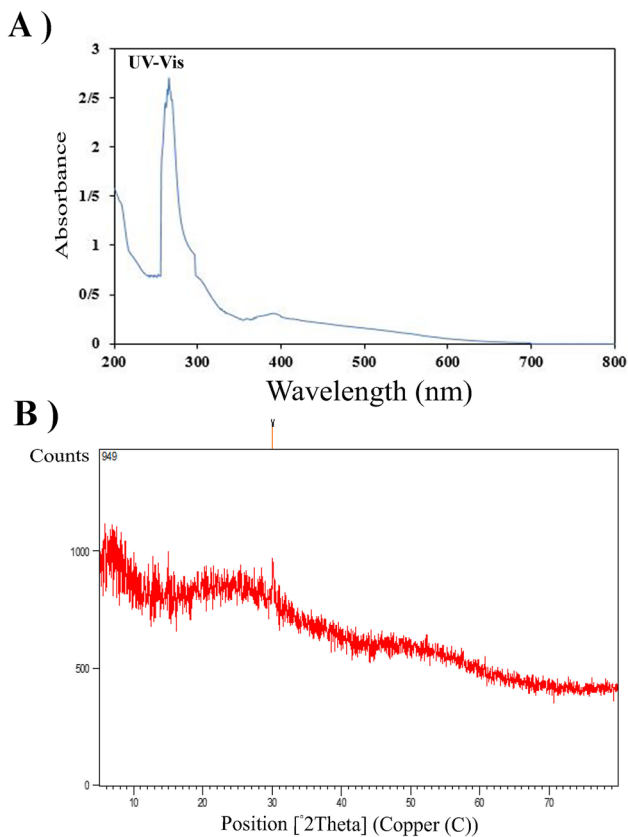 A )
UV-Vis
3
2/5
2
1/5
1
0/5
0
Absorbance
200 300 400 500 600 700 800
Wavelength (nm)
B )
Counts
949
1000
500
0
10 20 30 40 50 60 70
Position [°2Theta] (Copper (C))